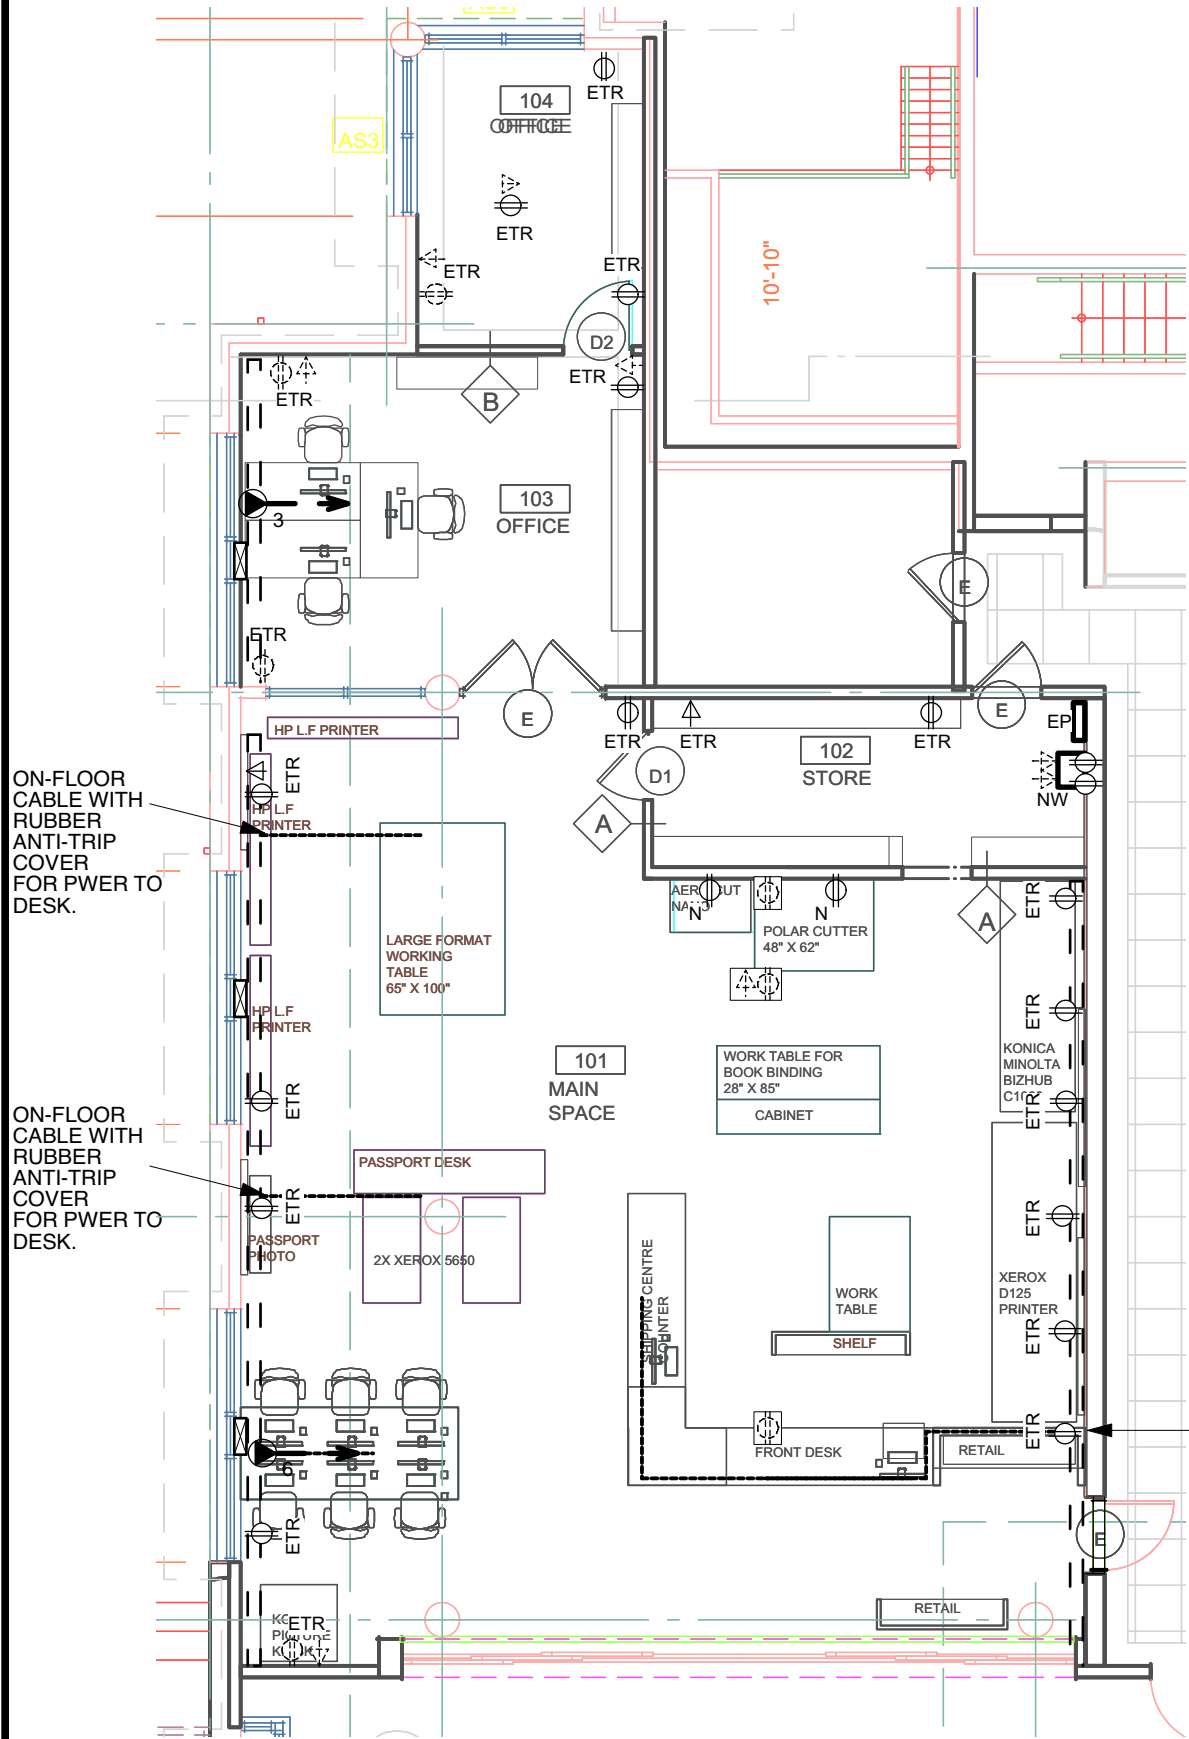 104
OFFICE
ETR
AS3
ETR
ETR
ETR
10'-10"
D2
ETR
ETR
B
103
OFFICE
3
E
ETR
E
E
HP L.F PRINTER
ETR
ETR
ETR
EP
102
STORE
D1
NW
A
ON-FLOOR
CABLE WITH
RUBBER
ANTI-TRIP
COVER
FOR PWER TO
DESK.
ETR
HP L.F
PRINTER
N
N
POLAR CUTTER
48" X 62"
A
ETR
LARGE FORMAT
WORKING
TABLE
65" X 100"
HP L.F
PRINTER
ETR
KONICA
MINOLTA
BIZHUB
ETR
101
MAIN
SPACE
WORK TABLE FOR
BOOK BINDING
28" X 85"
CABINET
ETR
ON-FLOOR
CABLE WITH
RUBBER
ANTI-TRIP
COVER
FOR PWER TO
DESK.
PASSPORT DESK
ETR
PASSPORT
PHOTO
2X XEROX 5650
ETR
SHIPPING CENTRE
COUNTER
WORK
TABLE
SHELF
XEROX
D125
PRINTER
ETR
ETR
FRONT DESK
RETAIL
6
ETR
E
RETAIL
ETR